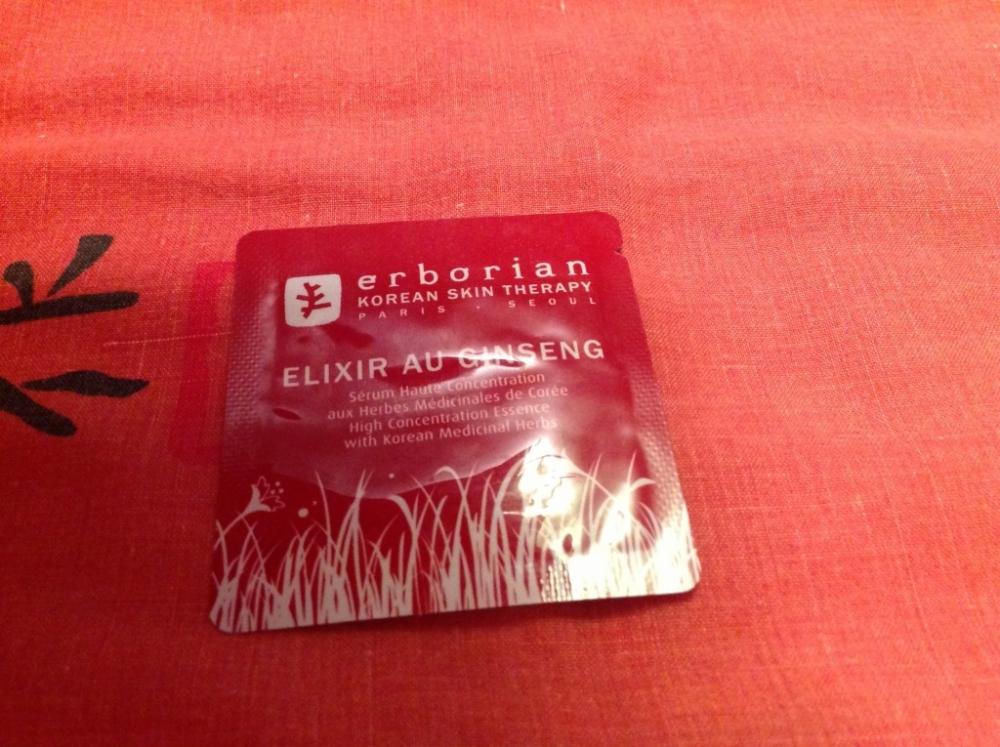 erborian
KOREAN SKIN THERAPY
PARIS . SEOUL
ELIXIR AU GINSENG
Sérum Haute Concentration
aux Herbes Médicinales de Corée
High Concentration Essence
with Korean Medicinal Herbs